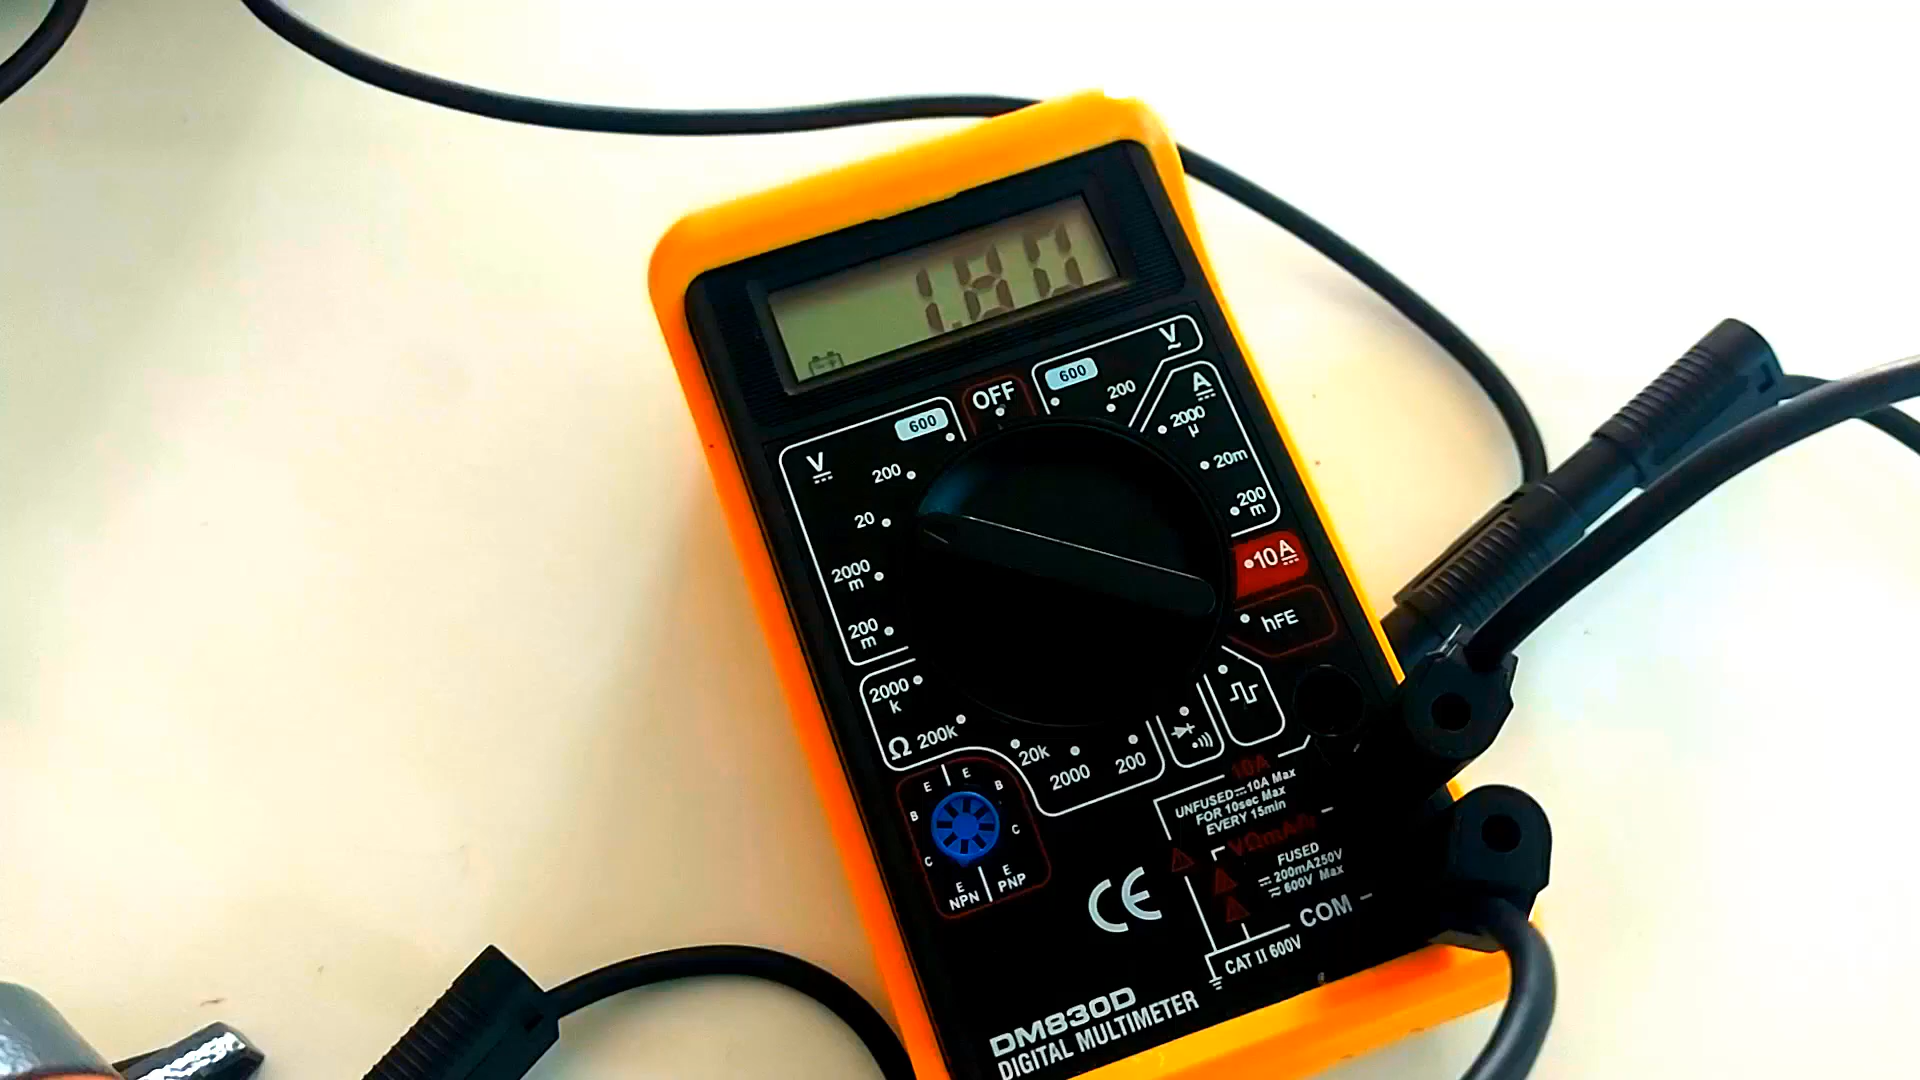 1.80
OFF
V
600
200
20
2000
m
200
m
600
200
V
A
2000
µ
20m
200
m
10A
hFE
2000
k
Ω 200k
20k
2000
200
E
E
B
B
C
C
E
E
NPN
PNP
10A
UNFUSED 10A Max
FOR 10sec Max
EVERY 15min
FUSED
200mA250V
600V Max
COM
CE
CAT II 600V
DM830D
DIGITAL MULTIMETER